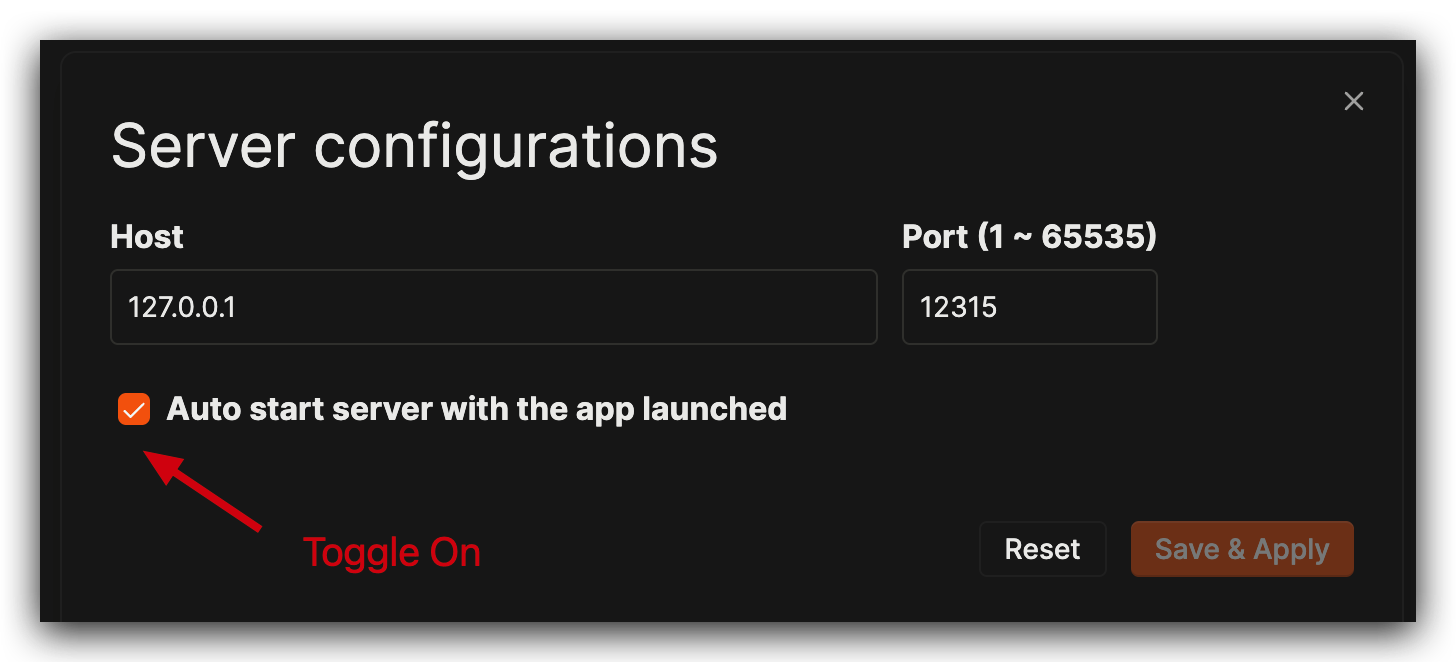 Server configurations
Host
Port (1 ~ 65535)
127.0.0.1
12315
Auto start server with the app launched
Toggle On
Reset
Save & Apply